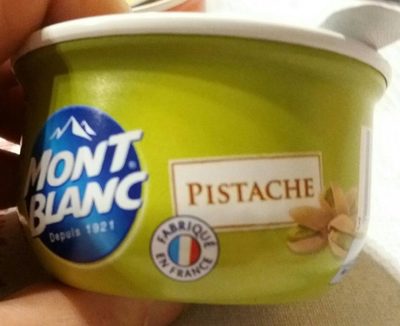 MONT
BLANC
Depuis 1921
PISTACHE
FABRIQUÉ
EN FRANCE